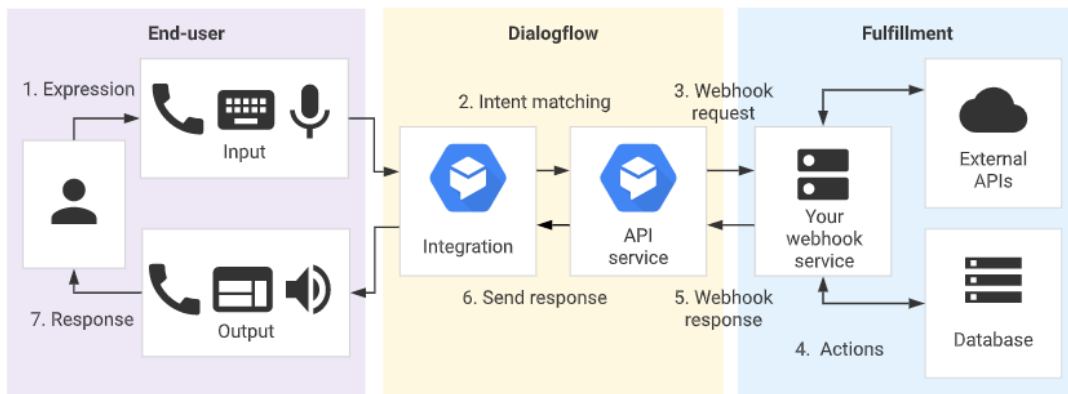 End-user
Dialogflow
Fulfillment
1. Expression
Input
2. Intent matching
3. Webhook
request
External
APIs
Integration
API
service
Your
webhook
service
7. Response
Output
6. Send response
5. Webhook
response
4. Actions
Database